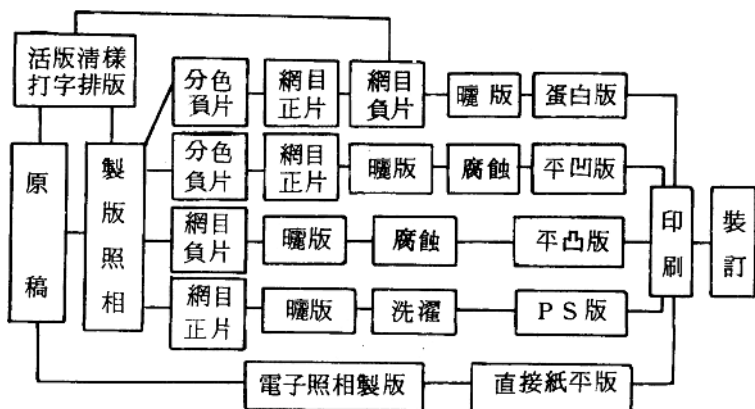 活版清樣
打字排版
原稿
製版照相
分色
負片
網目
正片
網目
負片
曬版
蛋白版
分色
負片
網目
正片
曬版
腐蝕
平凹版
網目
負片
曬版
腐蝕
平凸版
網目
正片
曬版
洗濯
PS版
電子照相製版
直接紙平版
印刷
裝訂